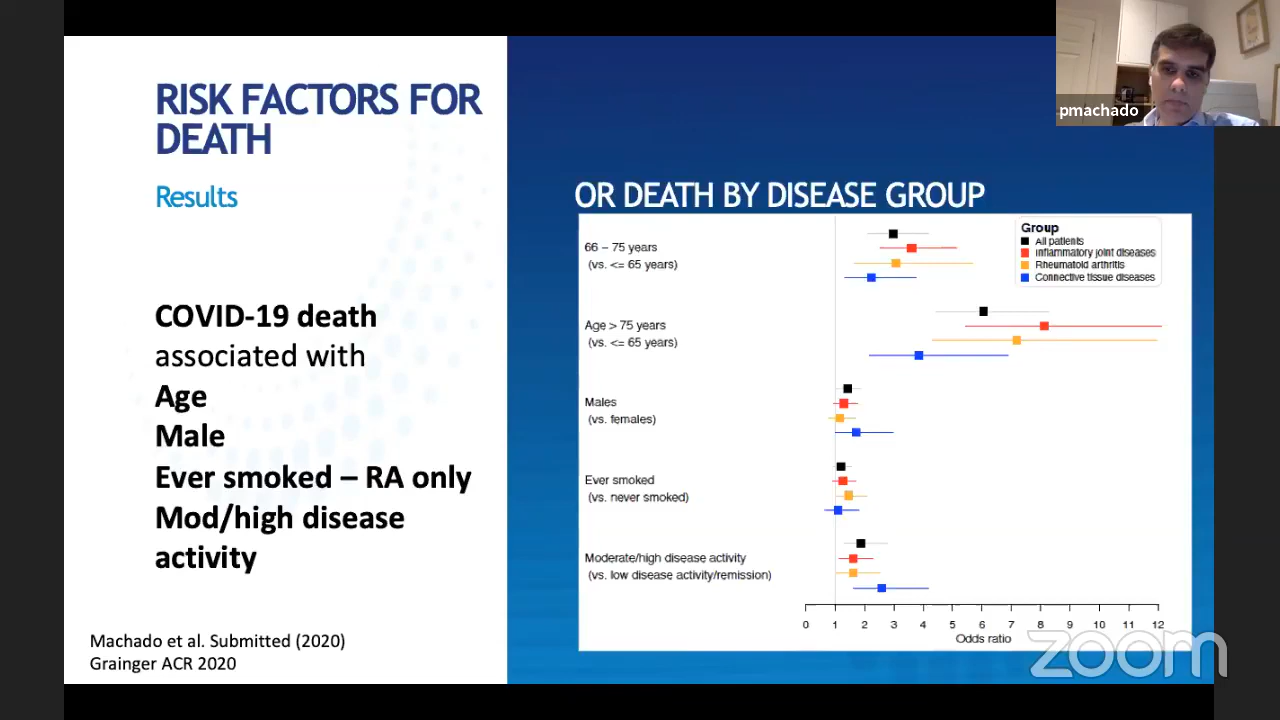 pmachado
RISK FACTORS FOR
DEATH
Results
COVID-19 death
associated with
Age
Male
Ever smoked – RA only
Mod/high disease
activity
Machado et al. Submitted (2020)
Grainger ACR 2020
OR DEATH BY DISEASE GROUP
Group
All patients
Inflammatory joint diseases
Rheumatoid arthritis
Connective tissue diseases
66 – 75 years
(vs. <= 65 years)
Age > 75 years
(vs. <= 65 years)
Males
(vs. females)
Ever smoked
(vs. never smoked)
Moderate/high disease activity
(vs. low disease activity/remission)
0 1 2 3 4 5 6 7 8 9 10 11 12
Odds ratio
zoom